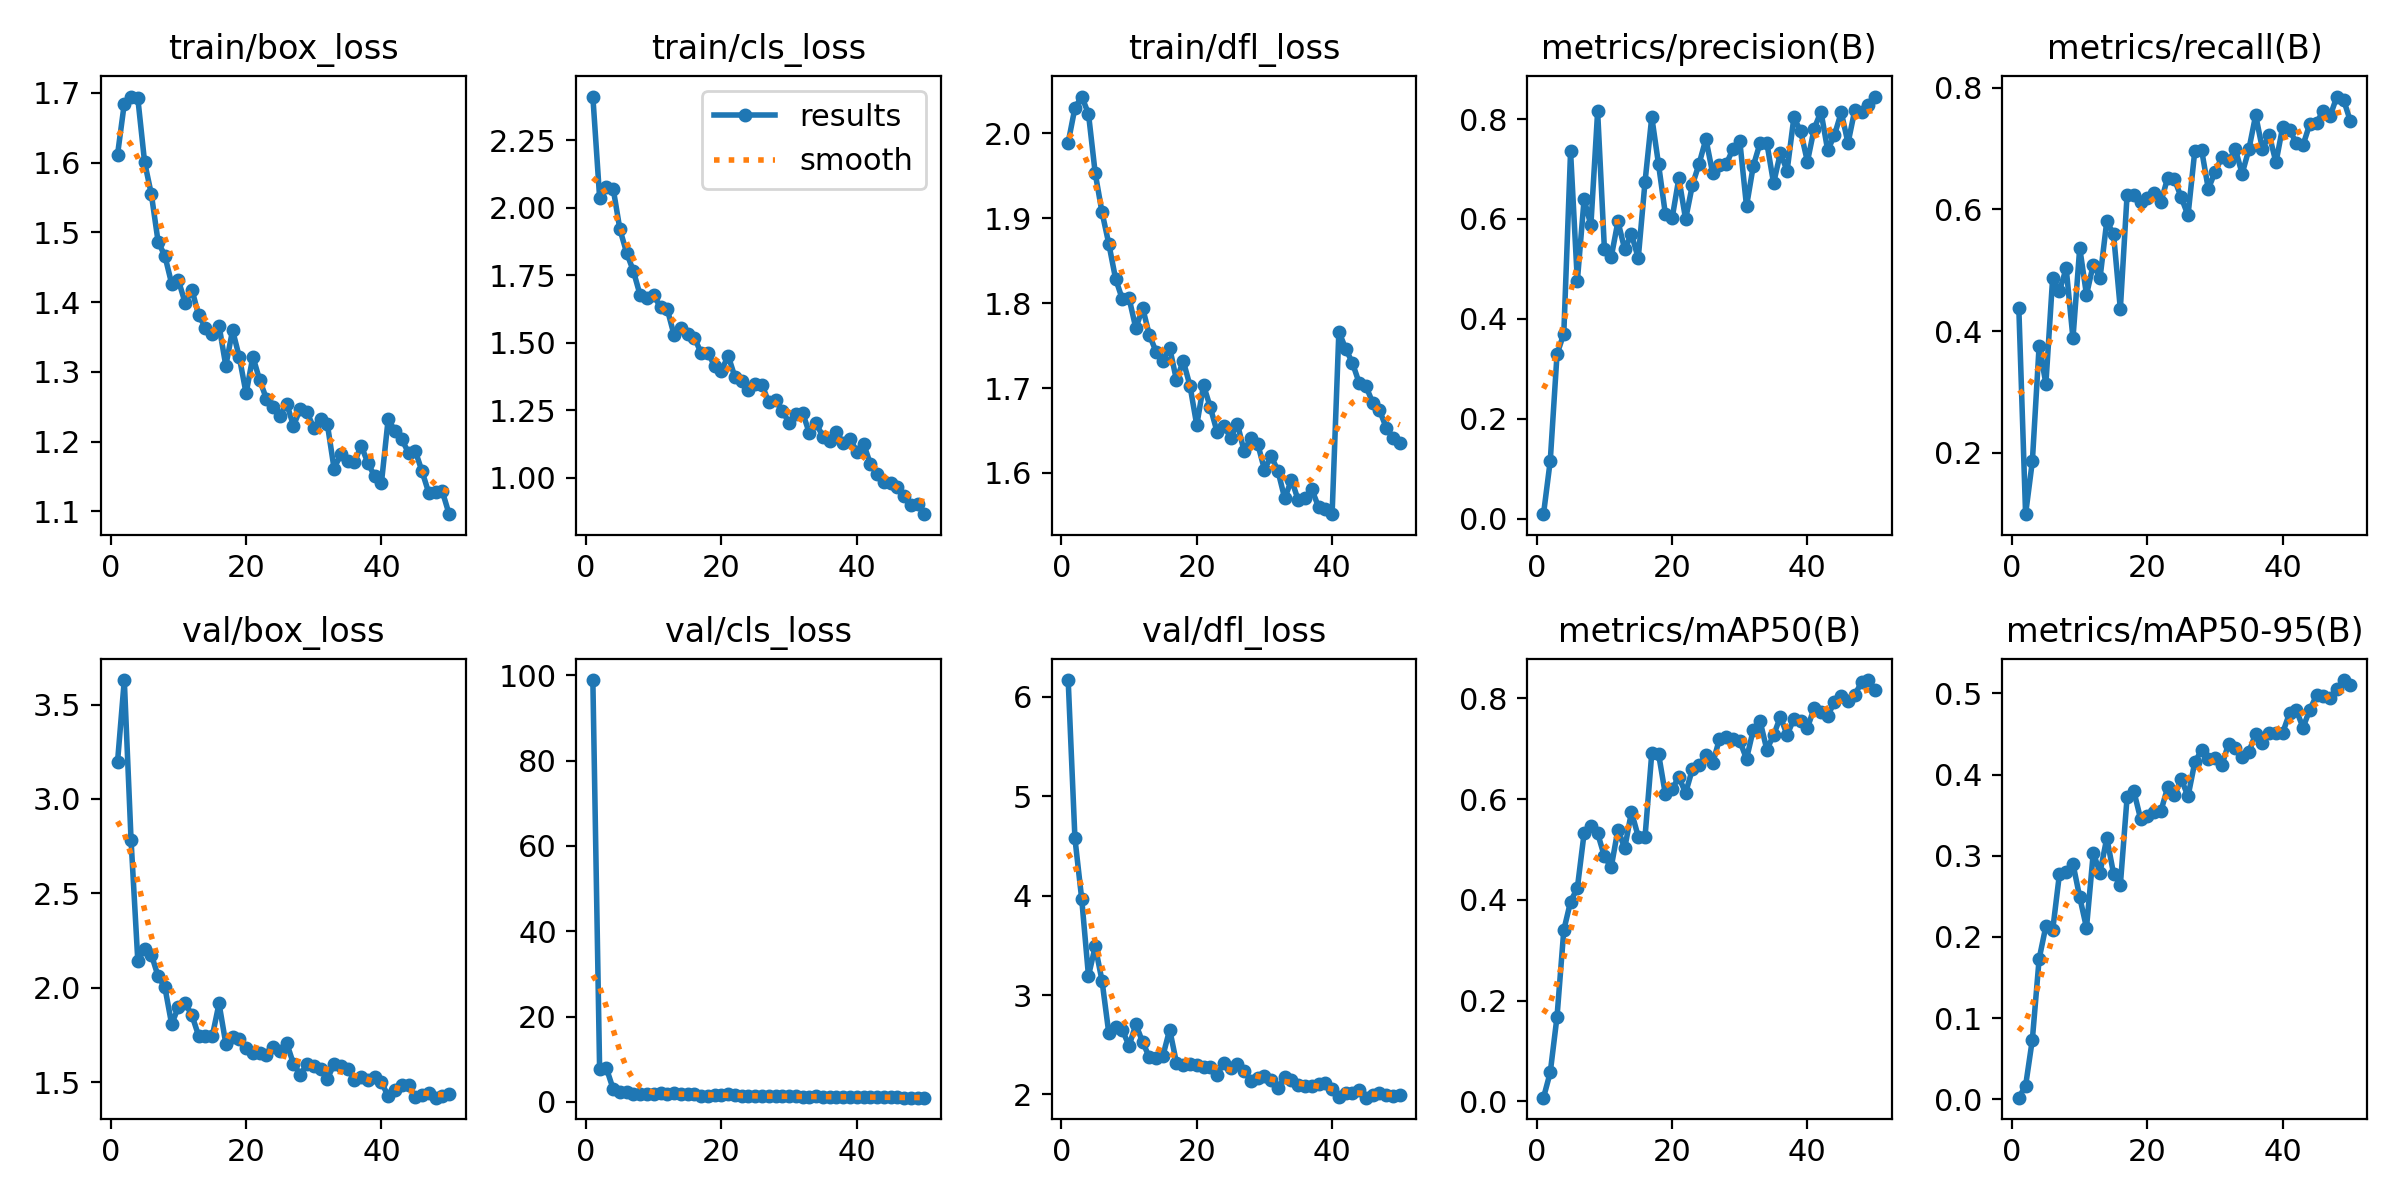 train/box_loss
1.7
1.6
1.5
1.4
1.3
1.2
1.1
0 20 40
train/cls_loss
results
smooth
2.25
2.00
1.75
1.50
1.25
1.00
0 20 40
train/dfl_loss
2.0
1.9
1.8
1.7
1.6
0 20 40
metrics/precision(B)
0.8
0.6
0.4
0.2
0.0
0 20 40
metrics/recall(B)
0.8
0.6
0.4
0.2
0 20 40
val/box_loss
3.5
3.0
2.5
2.0
1.5
0 20 40
val/cls_loss
100
80
60
40
20
0
0 20 40
val/dfl_loss
6
5
4
3
2
0 20 40
metrics/mAP50(B)
0.8
0.6
0.4
0.2
0.0
0 20 40
metrics/mAP50-95(B)
0.5
0.4
0.3
0.2
0.1
0.0
0 20 40